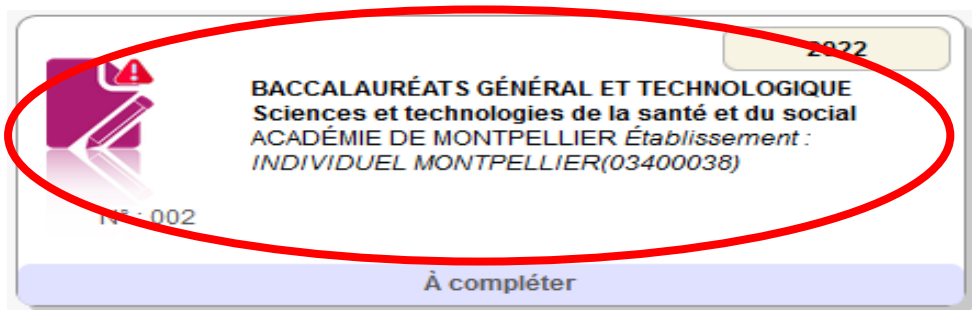 2022
BACCALAURÉATS GÉNÉRAL ET TECHNOLOGIQUE
Sciences et technologies de la santé et du social
ACADÉMIE DE MONTPELLIER Établissement :
INDIVIDUEL MONTPELLIER(03400038)
N° : 002
À compléter